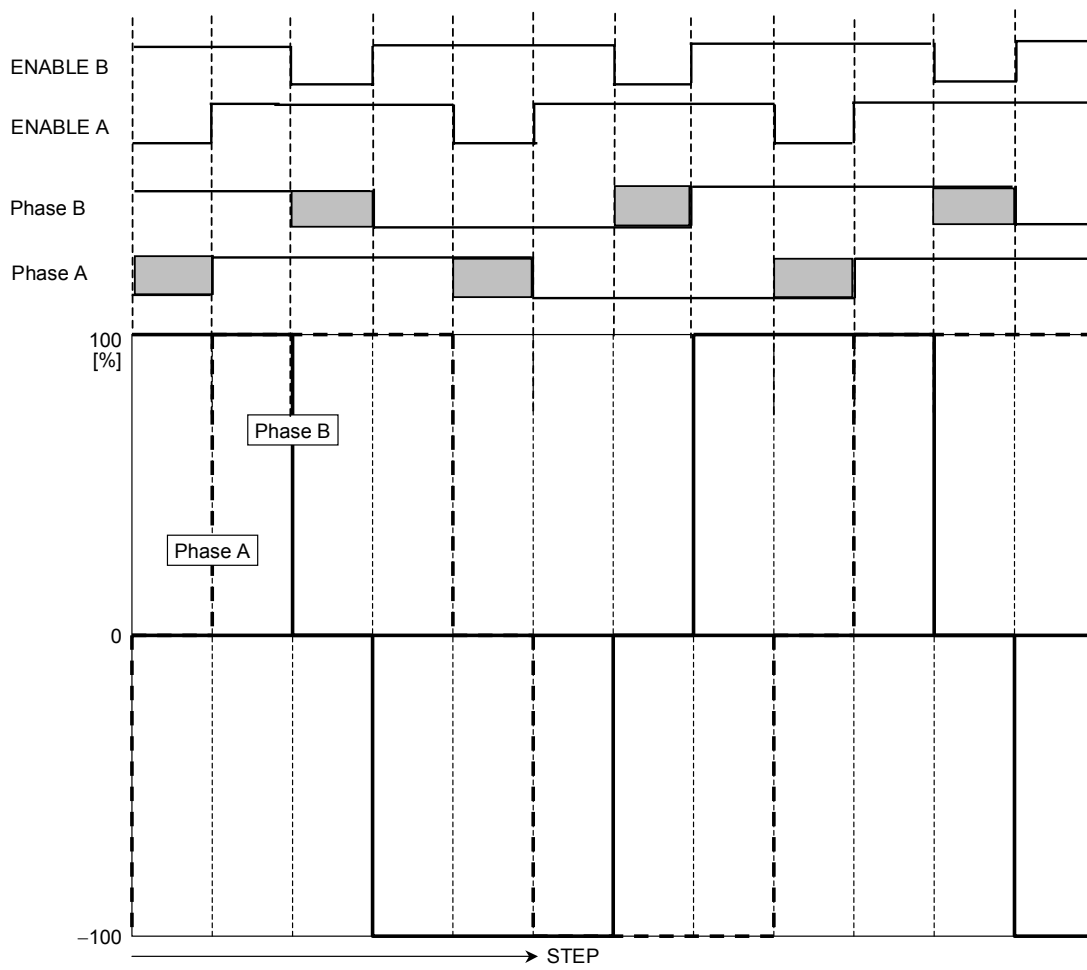 ENABLE B
ENABLE A
Phase B
Phase A
100
[%]
Phase B
Phase A
0
−100
STEP